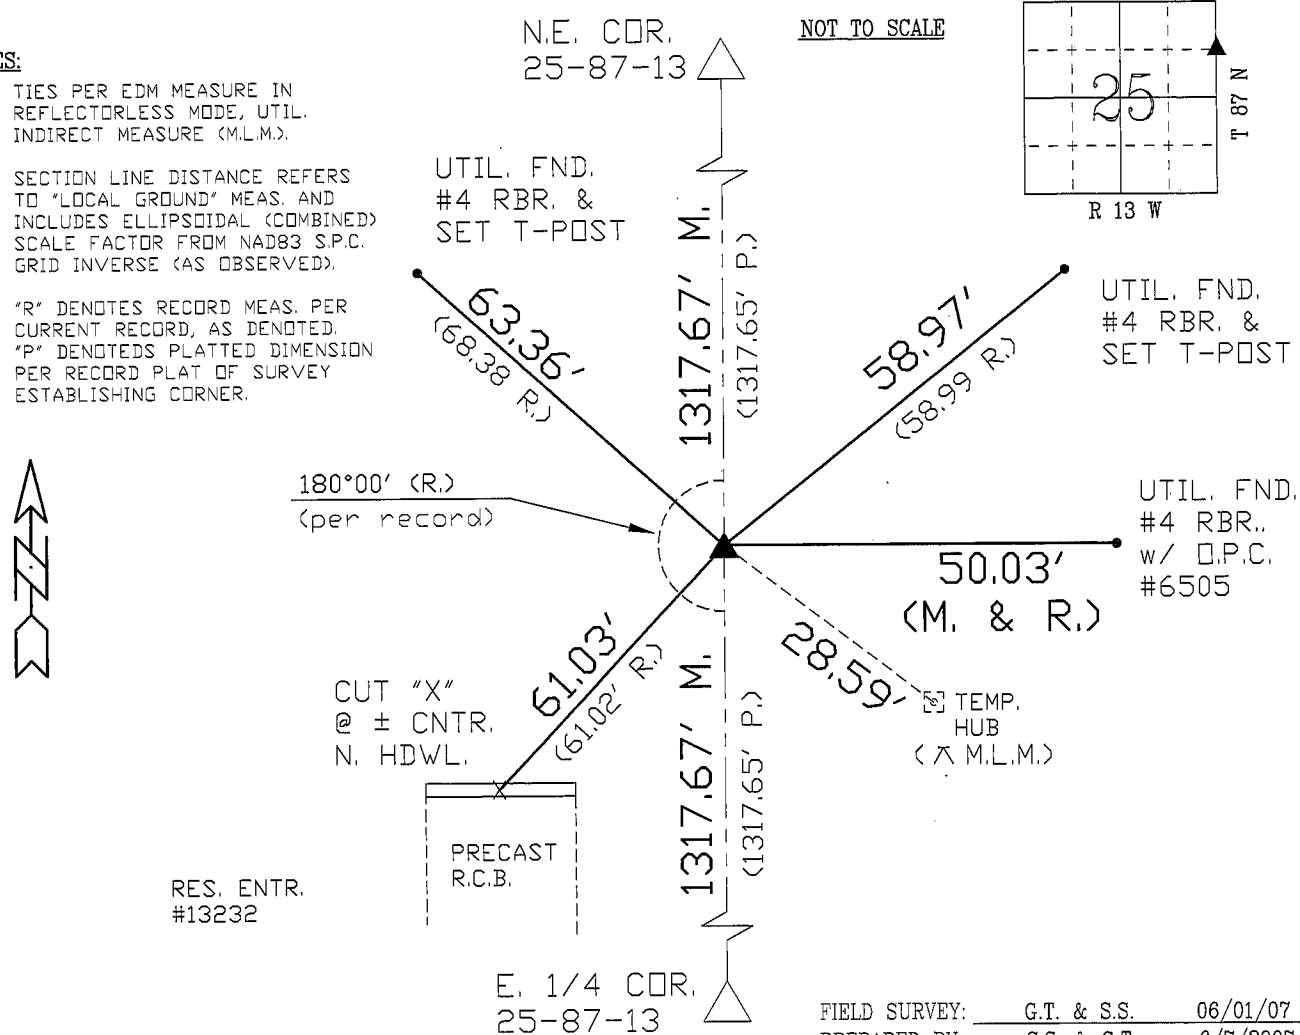 N.E. COR.
25-87-13
NOT TO SCALE
25
T 87 N
R 13 W
TIES PER EDM MEASURE IN
REFLECTORLESS MODE, UTIL.
INDIRECT MEASURE (M.L.M.).
SECTION LINE DISTANCE REFERS
TO "LOCAL GROUND" MEAS. AND
INCLUDES ELLIPSOIDAL (COMBINED)
SCALE FACTOR FROM NAD83 S.P.C.
GRID INVERSE (AS OBSERVED).
"R" DENOTES RECORD MEAS. PER
CURRENT RECORD, AS DENOTED.
"P" DENOTEDS PLATTED DIMENSION
PER RECORD PLAT OF SURVEY
ESTABLISHING CORNER.
UTIL. FND.
#4 RBR. &
SET T-POST
63.36'
(68.38 R.)
1317.67' M.
(1317.65' P.)
58.97'
(58.99 R.)
UTIL. FND.
#4 RBR. &
SET T-POST
180°00' (R.)
(per record)
N
UTIL. FND.
#4 RBR..
w/ O.P.C.
#6505
50.03'
(M. & R.)
28.59'
TEMP.
HUB
( M.L.M.)
61.03'
(61.02' R.)
CUT "X"
@ ± CNTR.
N. HDWL.
1317.67' M.
(1317.65' P.)
PRECAST
R.C.B.
RES. ENTR.
#13232
E. 1/4 COR.
25-87-13
FIELD SURVEY: G.T. & S.S. 06/01/07